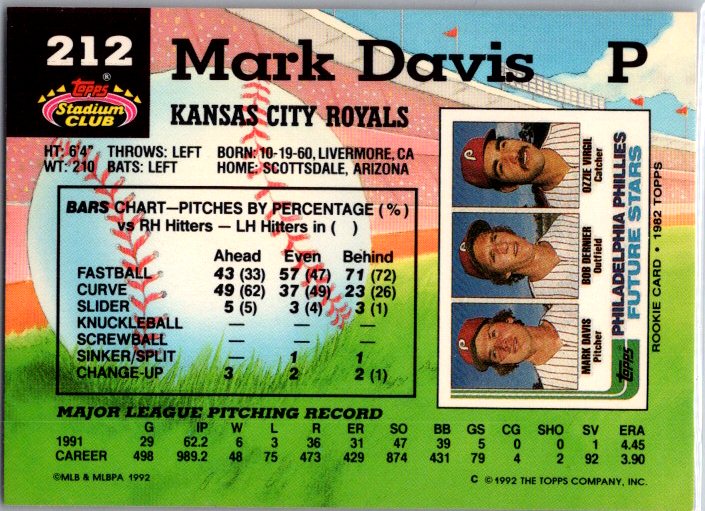 212
Mark Davis P
Topps ®
Stadium
CLUB
KANSAS CITY ROYALS
HT: 6'4" THROWS: LEFT BORN: 10-19-60, LIVERMORE, CA
WT: 210 BATS: LEFT HOME: SCOTTSDALE, ARIZONA
BARS CHART—PITCHES BY PERCENTAGE (%)
vs RH Hitters — LH Hitters in ( )
Ahead Even Behind
FASTBALL 43 (33) 57 (47) 71 (72)
CURVE 49 (62) 37 (49) 23 (26)
SLIDER 5 (5) 3 (4) 3 (1)
KNUCKLEBALL — — —
SCREWBALL — — —
SINKER/SPLIT — 1 1
CHANGE-UP 3 2 2 (1)
OZZIE VIRGIL
Catcher
BOB DERNIER
Outfield
MARK DAVIS
Pitcher
PHILADELPHIA PHILLIES
FUTURE STARS
Topps
ROOKIE CARD • 1982 TOPPS
MAJOR LEAGUE PITCHING RECORD
G IP W L R ER SO BB GS CG SHO SV ERA
1991 29 62.2 6 3 36 31 47 39 5 0 0 1 4.45
CAREER 498 989.2 48 75 473 429 874 431 79 4 2 92 3.90
©MLB & MLBPA 1992
C © 1992 THE TOPPS COMPANY, INC.